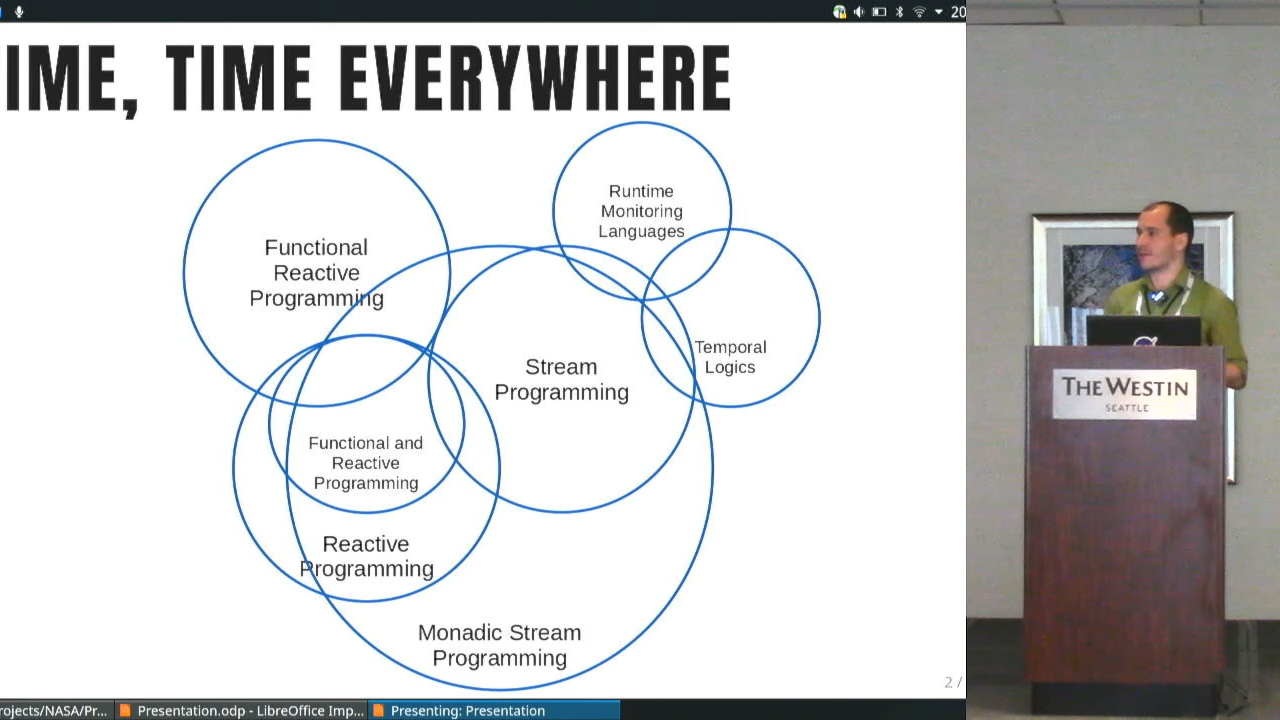 20
IME, TIME EVERYWHERE
Runtime
Monitoring
Languages
Functional
Reactive
Programming
Temporal
Logics
Stream
Programming
Functional and
Reactive
Programming
Reactive
Programming
Monadic Stream
Programming
2 /
rojects/NASA/Pr...
Presentation.odp - LibreOffice Imp...
Presenting: Presentation
THE WESTIN
SEATTLE